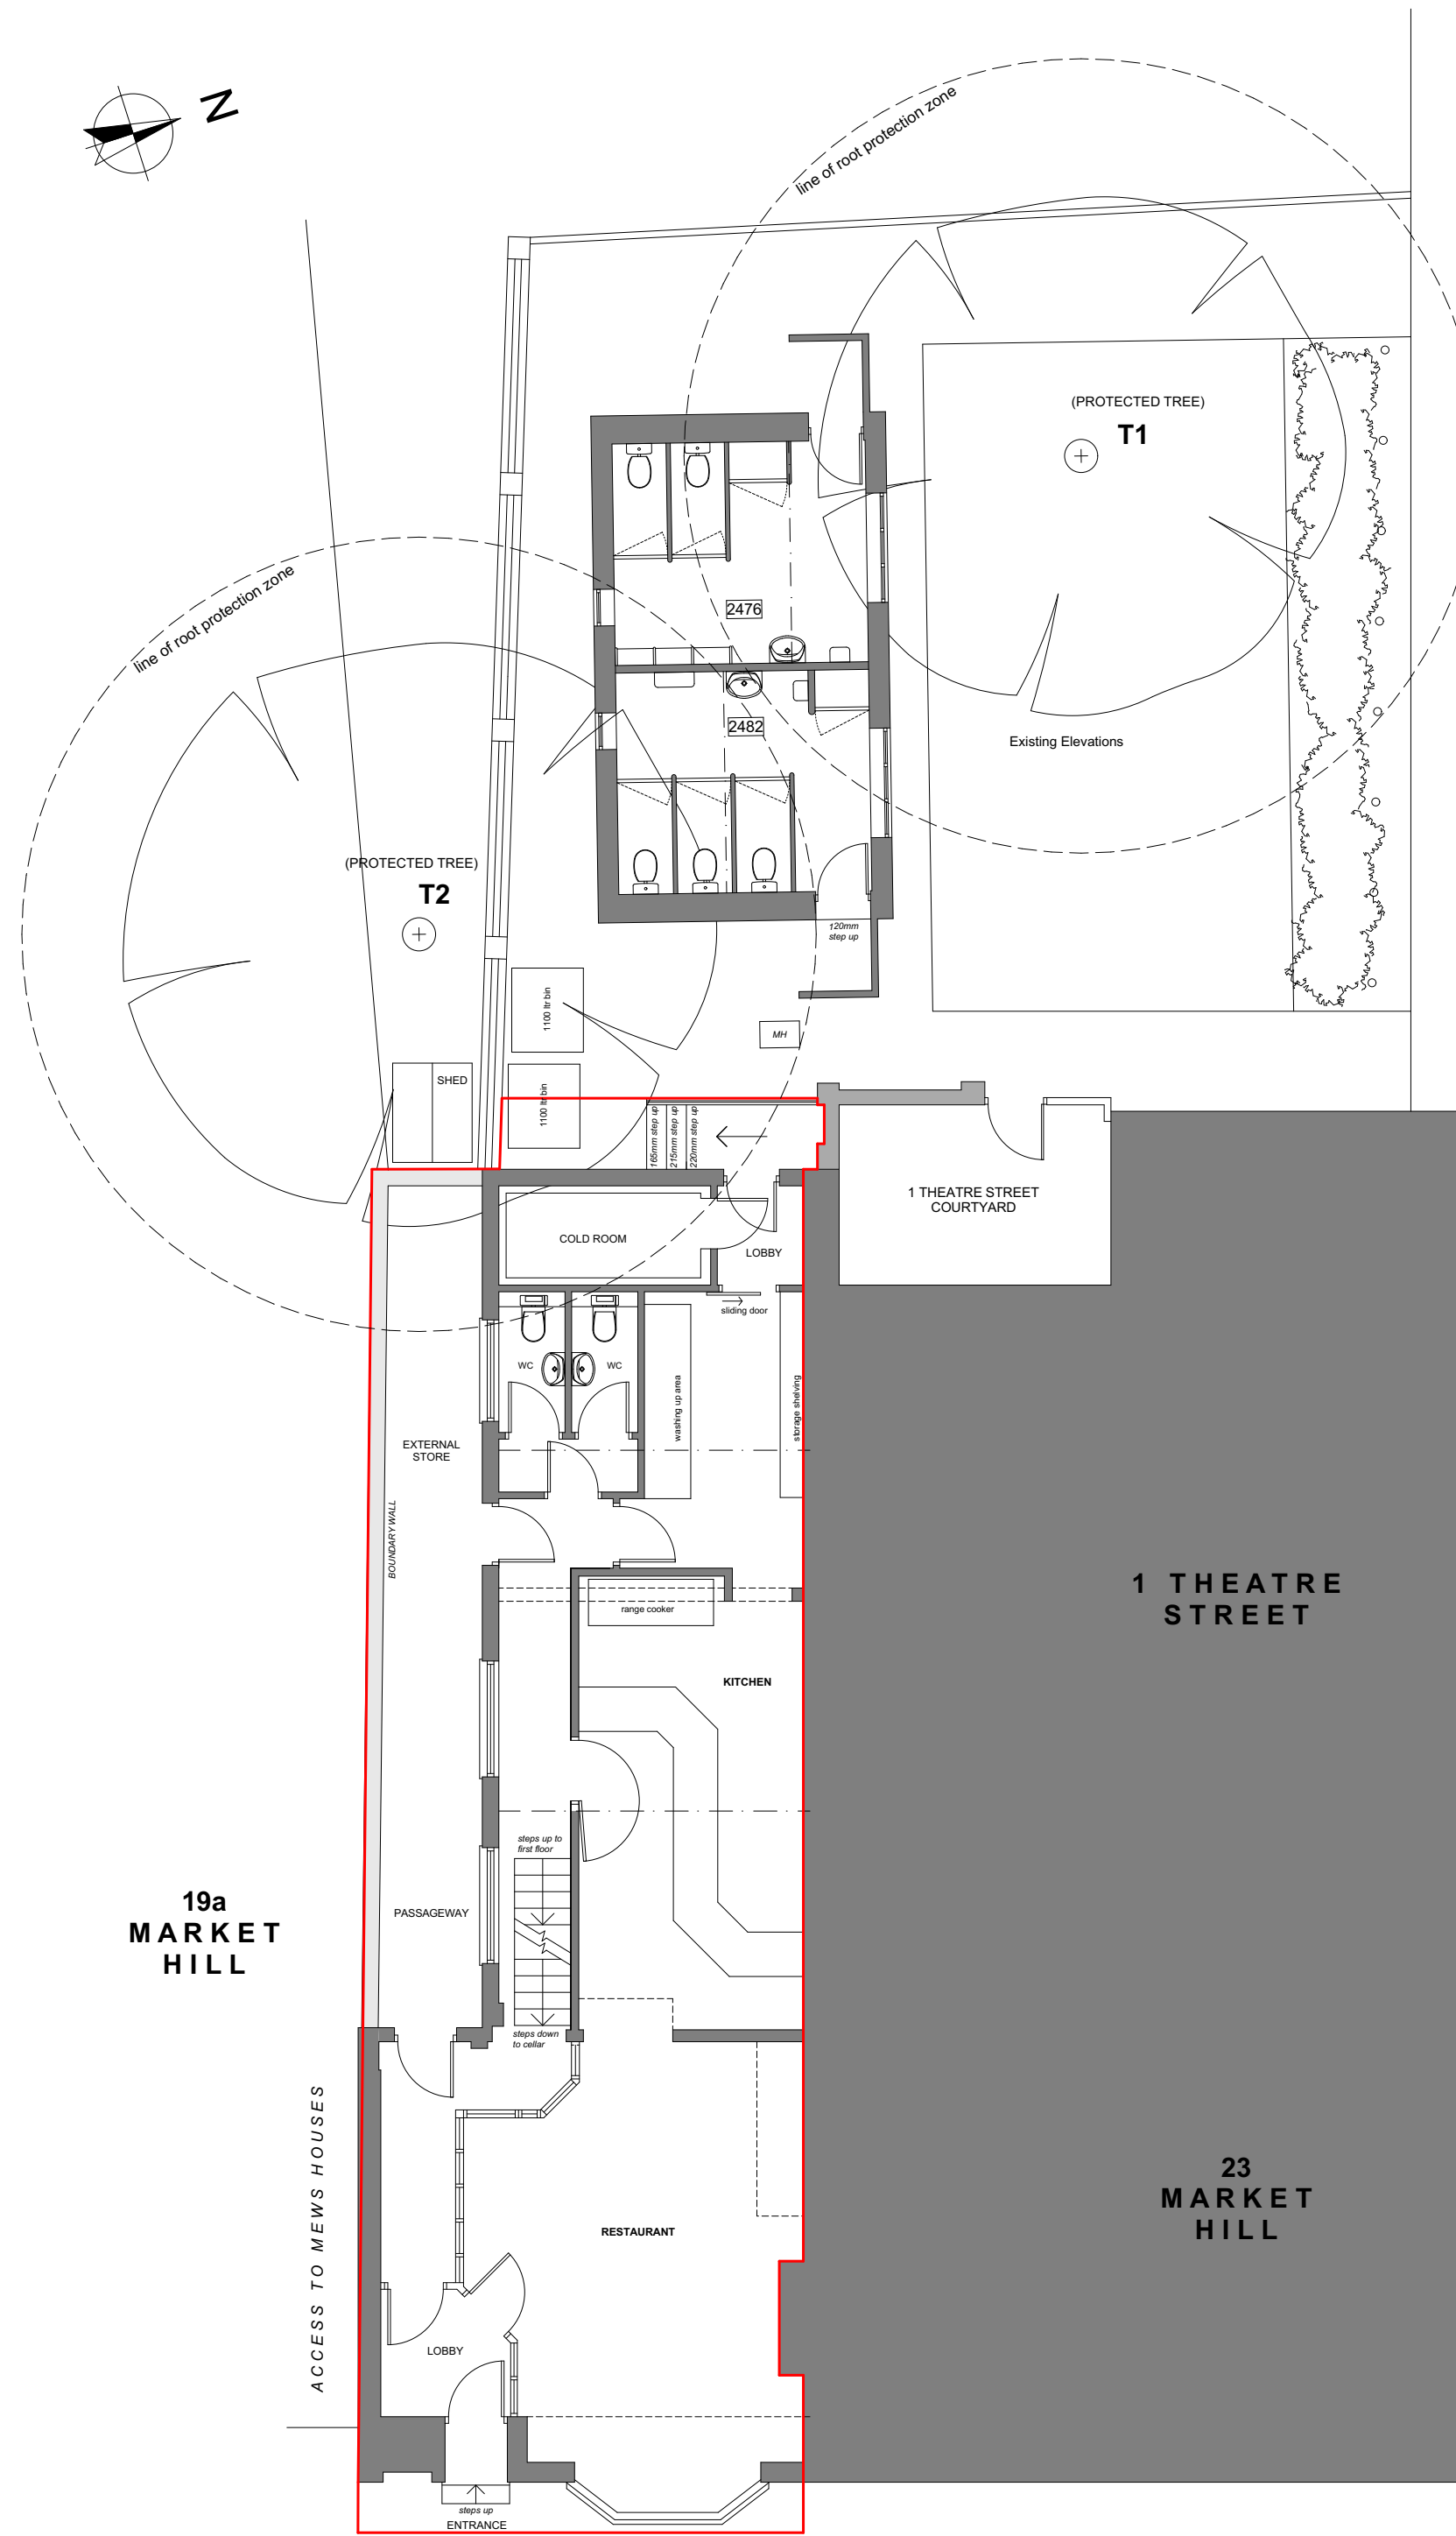 N
line of root protection zone
(PROTECTED TREE)
T1
line of root protection zone
2476
2482
Existing Elevations
(PROTECTED TREE)
T2
120mm
step up
1100 ltr bin
MH
SHED
1100 ltr bin
165mm step up
215mm step up
220mm step up
1 THEATRE STREET
COURTYARD
COLD ROOM
LOBBY
sliding door
WC
WC
washing up area
storage shelving
EXTERNAL
STORE
BOUNDARY WALL
range cooker
1 THEATRE
STREET
KITCHEN
steps up to
first floor
19a
MARKET
HILL
PASSAGEWAY
steps down
to cellar
ACCESS TO MEWS HOUSES
23
MARKET
HILL
RESTAURANT
LOBBY
steps up
ENTRANCE